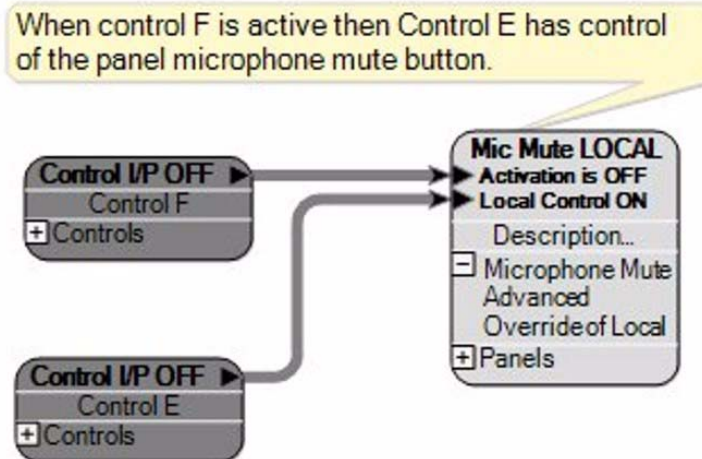 When control F is active then Control E has control
of the panel microphone mute button.
Control I/P OFF
Control F
+ Controls
Mic Mute LOCAL
Activation is OFF
Local Control ON
Description...
- Microphone Mute
Advanced
Override of Local
+ Panels
Control I/P OFF
Control E
+ Controls